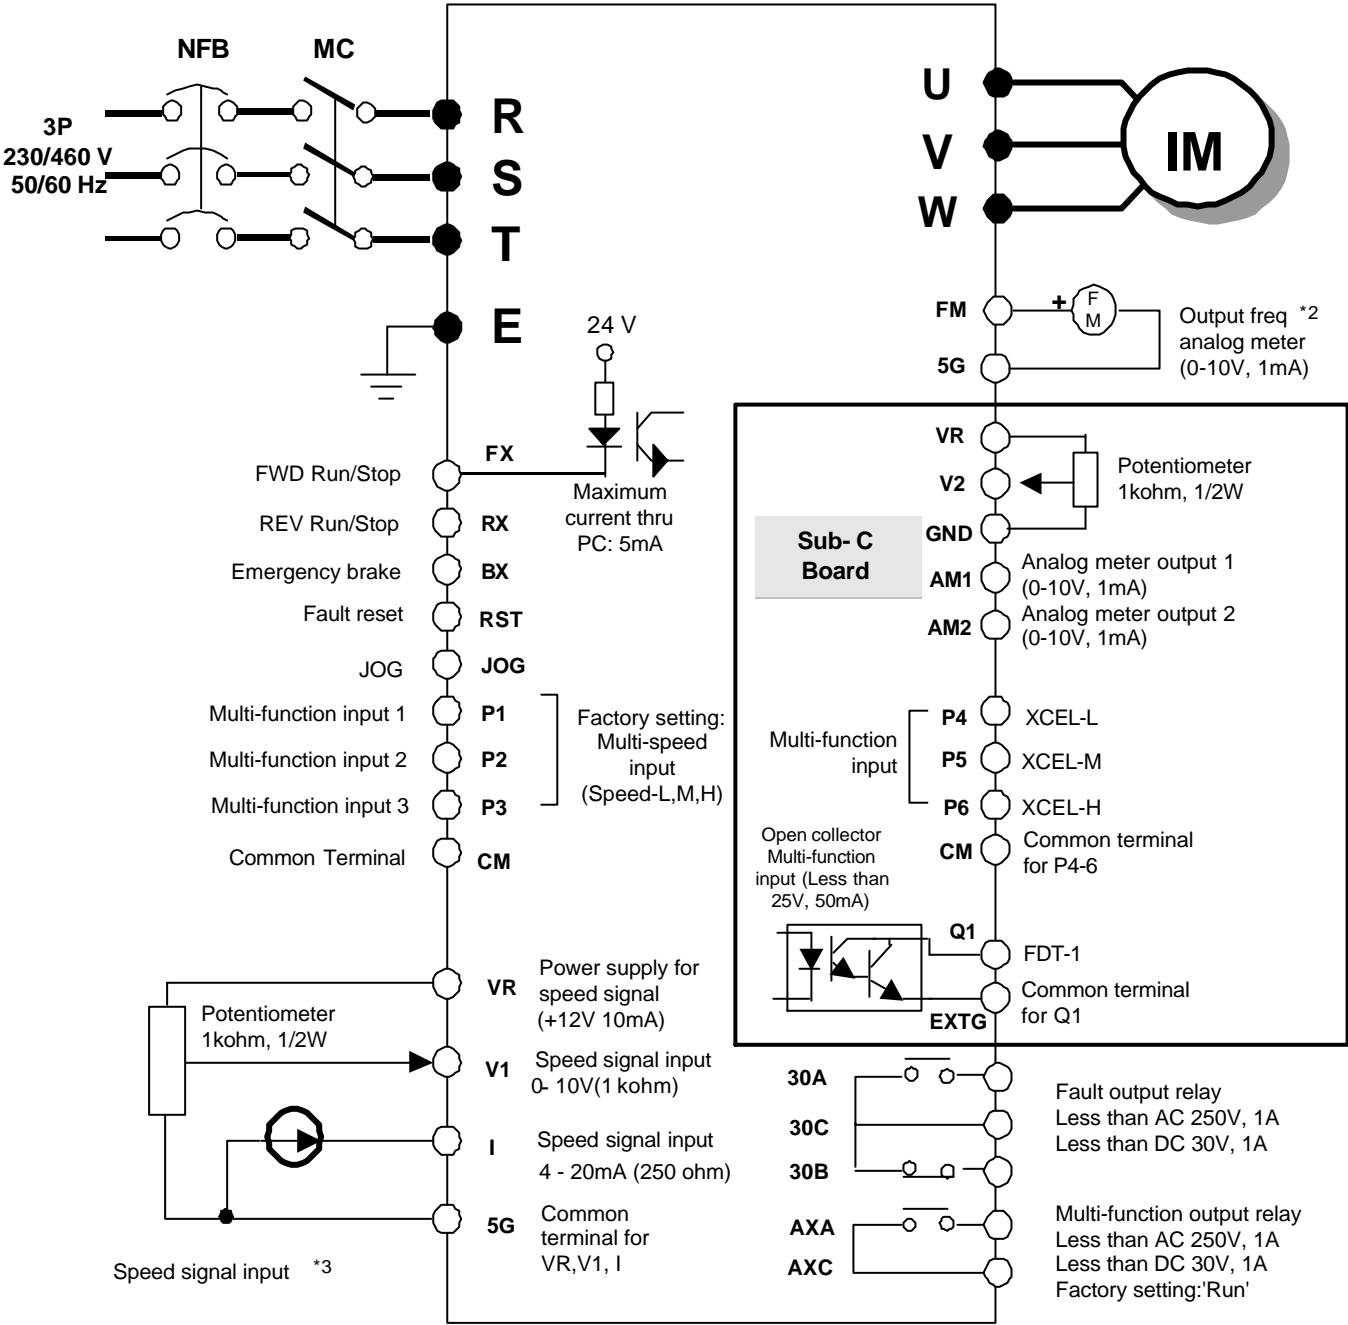 NFB
MC
3P
230/460 V
50/60 Hz
R
S
T
E
U
V
W
IM
FM
5G
+
F
M
Output freq *2
analog meter
(0-10V, 1mA)
24 V
FX
FWD Run/Stop
Maximum
current thru
PC: 5mA
REV Run/Stop
RX
Emergency brake
BX
Fault reset
RST
JOG
JOG
Multi-function input 1
P1
Multi-function input 2
P2
Multi-function input 3
P3
Factory setting:
Multi-speed
input
(Speed-L,M,H)
Common Terminal
CM
VR
V2
GND
Potentiometer
1kohm, 1/2W
Sub- C
Board
AM1
Analog meter output 1
(0-10V, 1mA)
AM2
Analog meter output 2
(0-10V, 1mA)
Multi-function
input
P4
XCEL-L
P5
XCEL-M
P6
XCEL-H
CM
Common terminal
for P4-6
Open collector
Multi-function
input (Less than
25V, 50mA)
Q1
FDT-1
EXTG
Common terminal
for Q1
Potentiometer
1kohm, 1/2W
VR
Power supply for
speed signal
(+12V 10mA)
V1
Speed signal input
0- 10V(1 kohm)
I
Speed signal input
4 - 20mA (250 ohm)
5G
Common
terminal for
VR,V1, I
Speed signal input *3
30A
30C
30B
Fault output relay
Less than AC 250V, 1A
Less than DC 30V, 1A
AXA
AXC
Multi-function output relay
Less than AC 250V, 1A
Less than DC 30V, 1A
Factory setting:'Run'